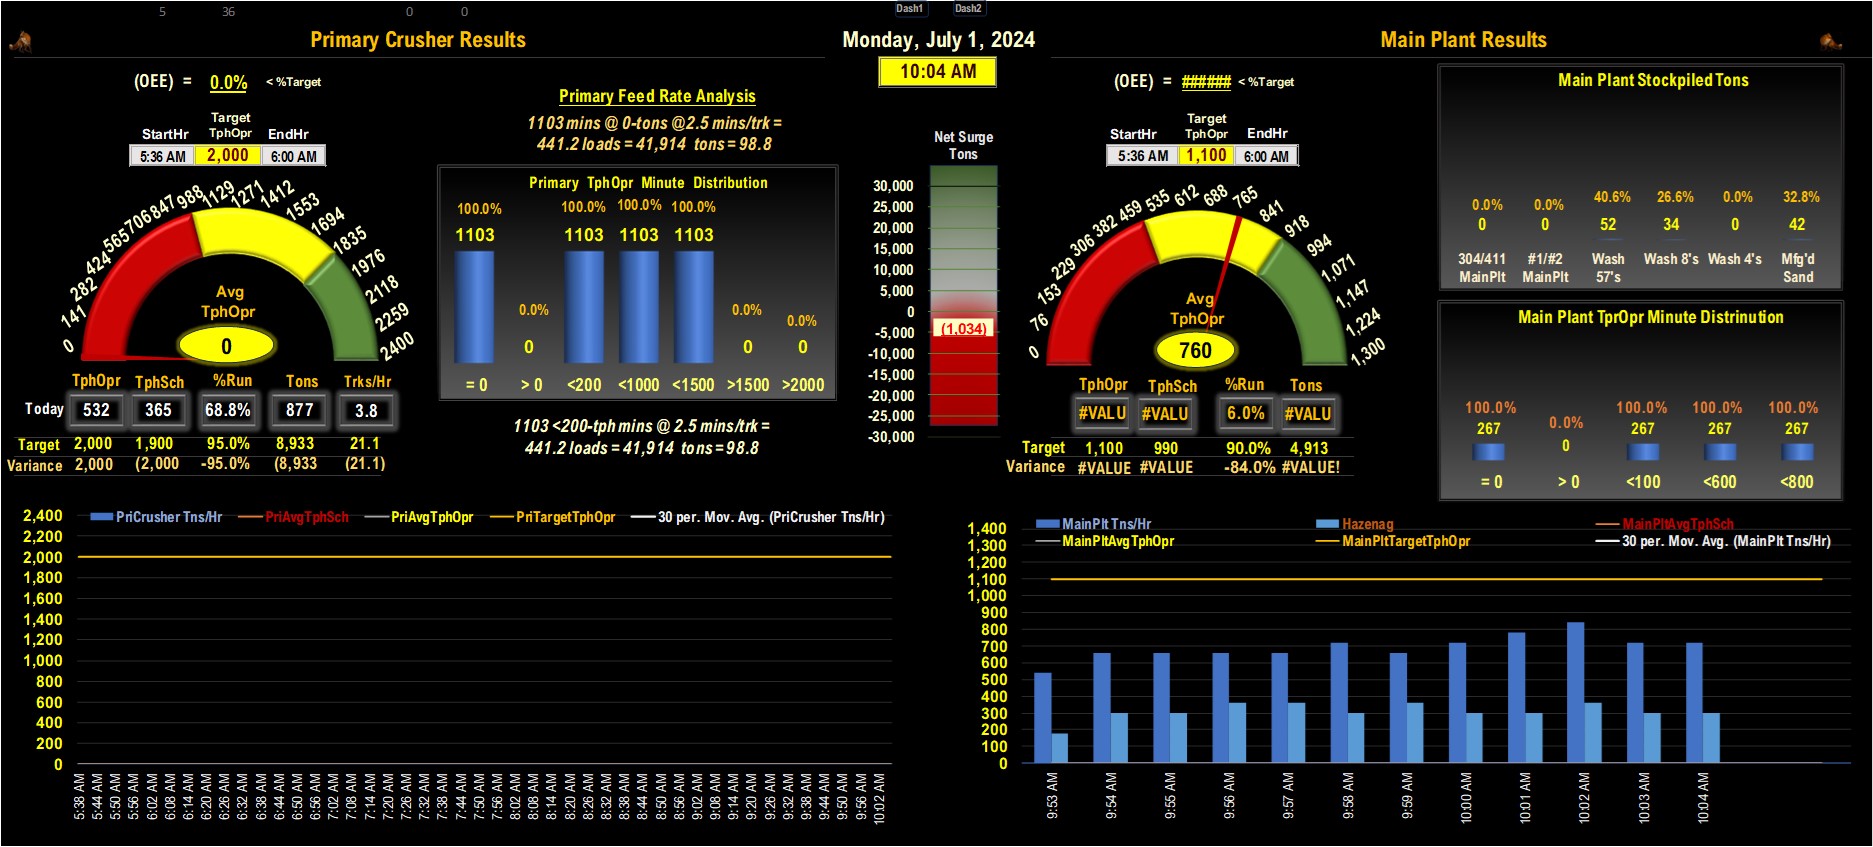 5 36 0 0 Dash1 Dash2
Primary Crusher Results
Monday, July 1, 2024
Main Plant Results
10:04 AM
(OEE) = 0.0% < %Target
Target
StartHr TphOpr EndHr
5:36 AM 2,000 6:00 AM
0 141 282 424 565 706 847 988 1129 1271 1412 1553 1694 1835 1976 2118 2259 2400
Avg
TphOpr
0
TphOpr TphSch %Run Tons Trks/Hr
Today 532 365 68.8% 877 3.8
Target 2,000 1,900 95.0% 8,933 21.1
Variance 2,000 (2,000 -95.0% (8,933 (21.1)
Primary Feed Rate Analysis
1103 mins @ 0-tons @2.5 mins/trk =
441.2 loads = 41,914 tons = 98.8
Primary TphOpr Minute Distribution
100.0% 0.0% 100.0% 100.0% 100.0% 0.0% 0.0%
1103 0 1103 1103 1103 0 0
= 0 > 0 <200 <1000 <1500 >1500 >2000
1103 <200-tph mins @ 2.5 mins/trk =
441.2 loads = 41,914 tons = 98.8
Net Surge
Tons
30,000
25,000
20,000
15,000
10,000
5,000
0
-5,000
-10,000
-15,000
-20,000
-25,000
-30,000
(1,034)
(OEE) = ###### < %Target
Target
StartHr TphOpr EndHr
5:36 AM 1,100 6:00 AM
0 76 153 229 306 382 459 535 612 688 765 841 918 994 1,071 1,147 1,224 1,300
Avg
TphOpr
760
TphOpr TphSch %Run Tons
#VALU #VALU 6.0% #VALU
Target 1,100 990 90.0% 4,913
Variance #VALUE #VALUE -84.0% #VALUE!
Main Plant Stockpiled Tons
0.0% 0.0% 40.6% 26.6% 0.0% 32.8%
0 0 52 34 0 42
304/411 #1/#2 Wash Wash 8's Wash 4's Mfg'd
MainPlt MainPlt 57's Sand
Main Plant TprOpr Minute Distrinution
100.0% 0.0% 100.0% 100.0% 100.0%
267 0 267 267 267
= 0 > 0 <100 <600 <800
PriCrusher Tns/Hr PriAvgTphSch PriAvgTphOpr PriTargetTphOpr 30 per. Mov. Avg. (PriCrusher Tns/Hr)
2,400
2,200
2,000
1,800
1,600
1,400
1,200
1,000
800
600
400
200
0
5:38 AM 5:44 AM 5:50 AM 5:56 AM 6:02 AM 6:08 AM 6:14 AM 6:20 AM 6:26 AM 6:32 AM 6:38 AM 6:44 AM 6:50 AM 6:56 AM 7:02 AM 7:08 AM 7:14 AM 7:20 AM 7:26 AM 7:32 AM 7:38 AM 7:44 AM 7:50 AM 7:56 AM 8:02 AM 8:08 AM 8:14 AM 8:20 AM 8:26 AM 8:32 AM 8:38 AM 8:44 AM 8:50 AM 8:56 AM 9:02 AM 9:08 AM 9:14 AM 9:20 AM 9:26 AM 9:32 AM 9:38 AM 9:44 AM 9:50 AM 9:56 AM 10:02 AM
MainPlt Tns/Hr Hazenag MainPltAvgTphSch
MainPltAvgTphOpr MainPltTargetTphOpr 30 per. Mov. Avg. (MainPlt Tns/Hr)
1,400
1,300
1,200
1,100
1,000
900
800
700
600
500
400
300
200
100
0
9:53 AM 9:54 AM 9:55 AM 9:56 AM 9:57 AM 9:58 AM 9:59 AM 10:00 AM 10:01 AM 10:02 AM 10:03 AM 10:04 AM